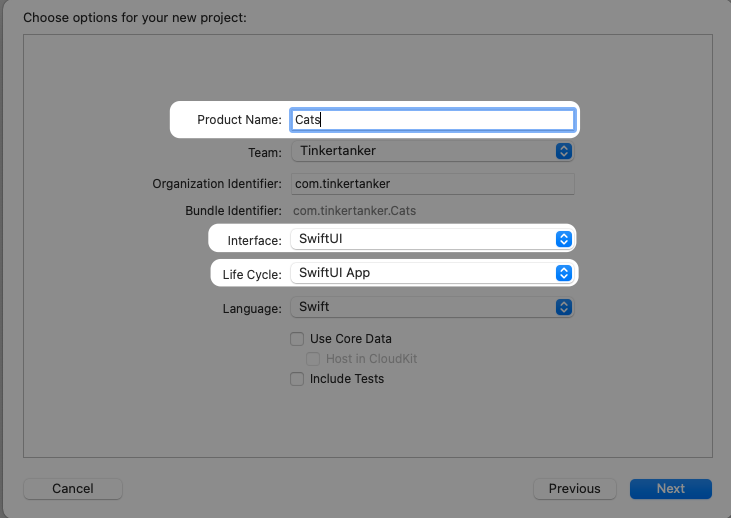 Choose options for your new project:
Product Name: Cats
Team: Tinkertanker
Organization Identifier: com.tinkertanker
Bundle Identifier: com.tinkertanker.Cats
Interface: SwiftUI
Life Cycle: SwiftUI App
Language: Swift
Use Core Data
Host in CloudKit
Include Tests
Cancel Previous Next